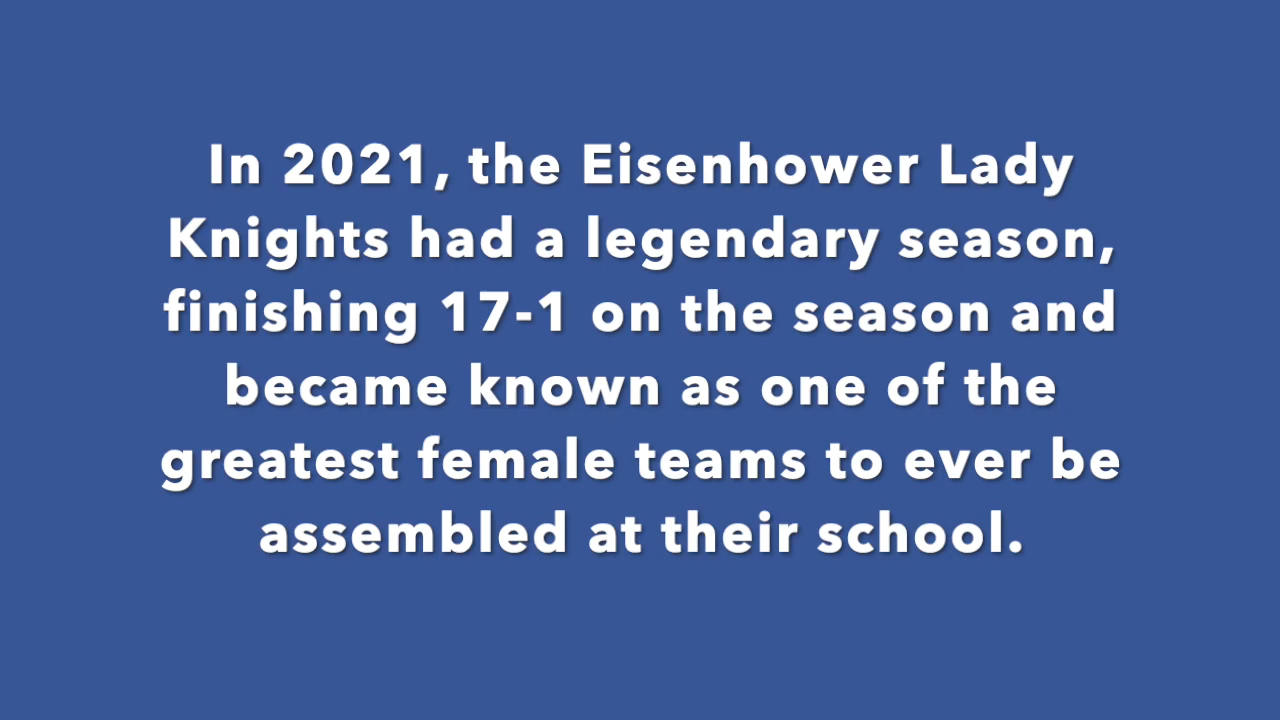 In 2021, the Eisenhower Lady
Knights had a legendary season,
finishing 17-1 on the season and
became known as one of the
greatest female teams to ever be
assembled at their school.